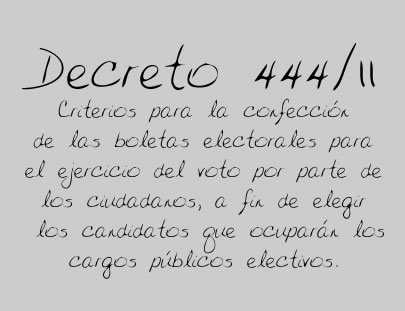 Decreto 444/11
Criterios para la confección
de las boletas electorales para
el ejercicio del voto por parte de
los ciudadanos, a fin de elegir
los candidatos que ocuparán los
cargos públicos electivos.